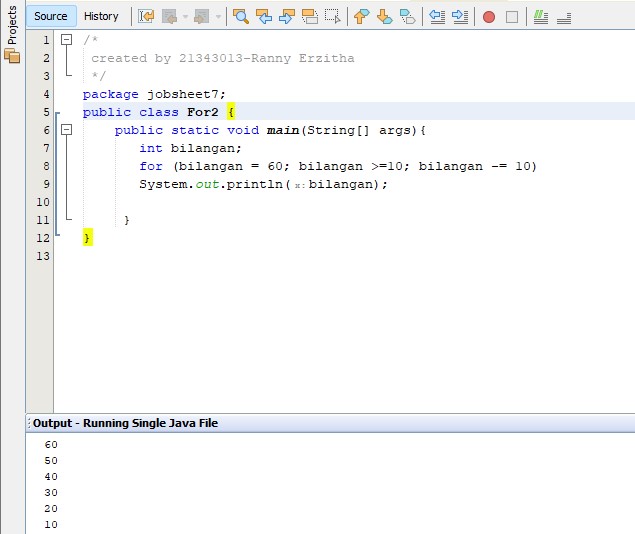 Projects
Source History
1 /*
2 created by 21343013-Ranny Erzitha
3 */
4 package jobsheet7;
5 public class For2 {
6 public static void main(String[] args){
7 int bilangan;
8 for (bilangan = 60; bilangan >=10; bilangan -= 10)
9 System.out.println( x: bilangan);
10
11 }
12 }
13
Output - Running Single Java File
60
50
40
30
20
10